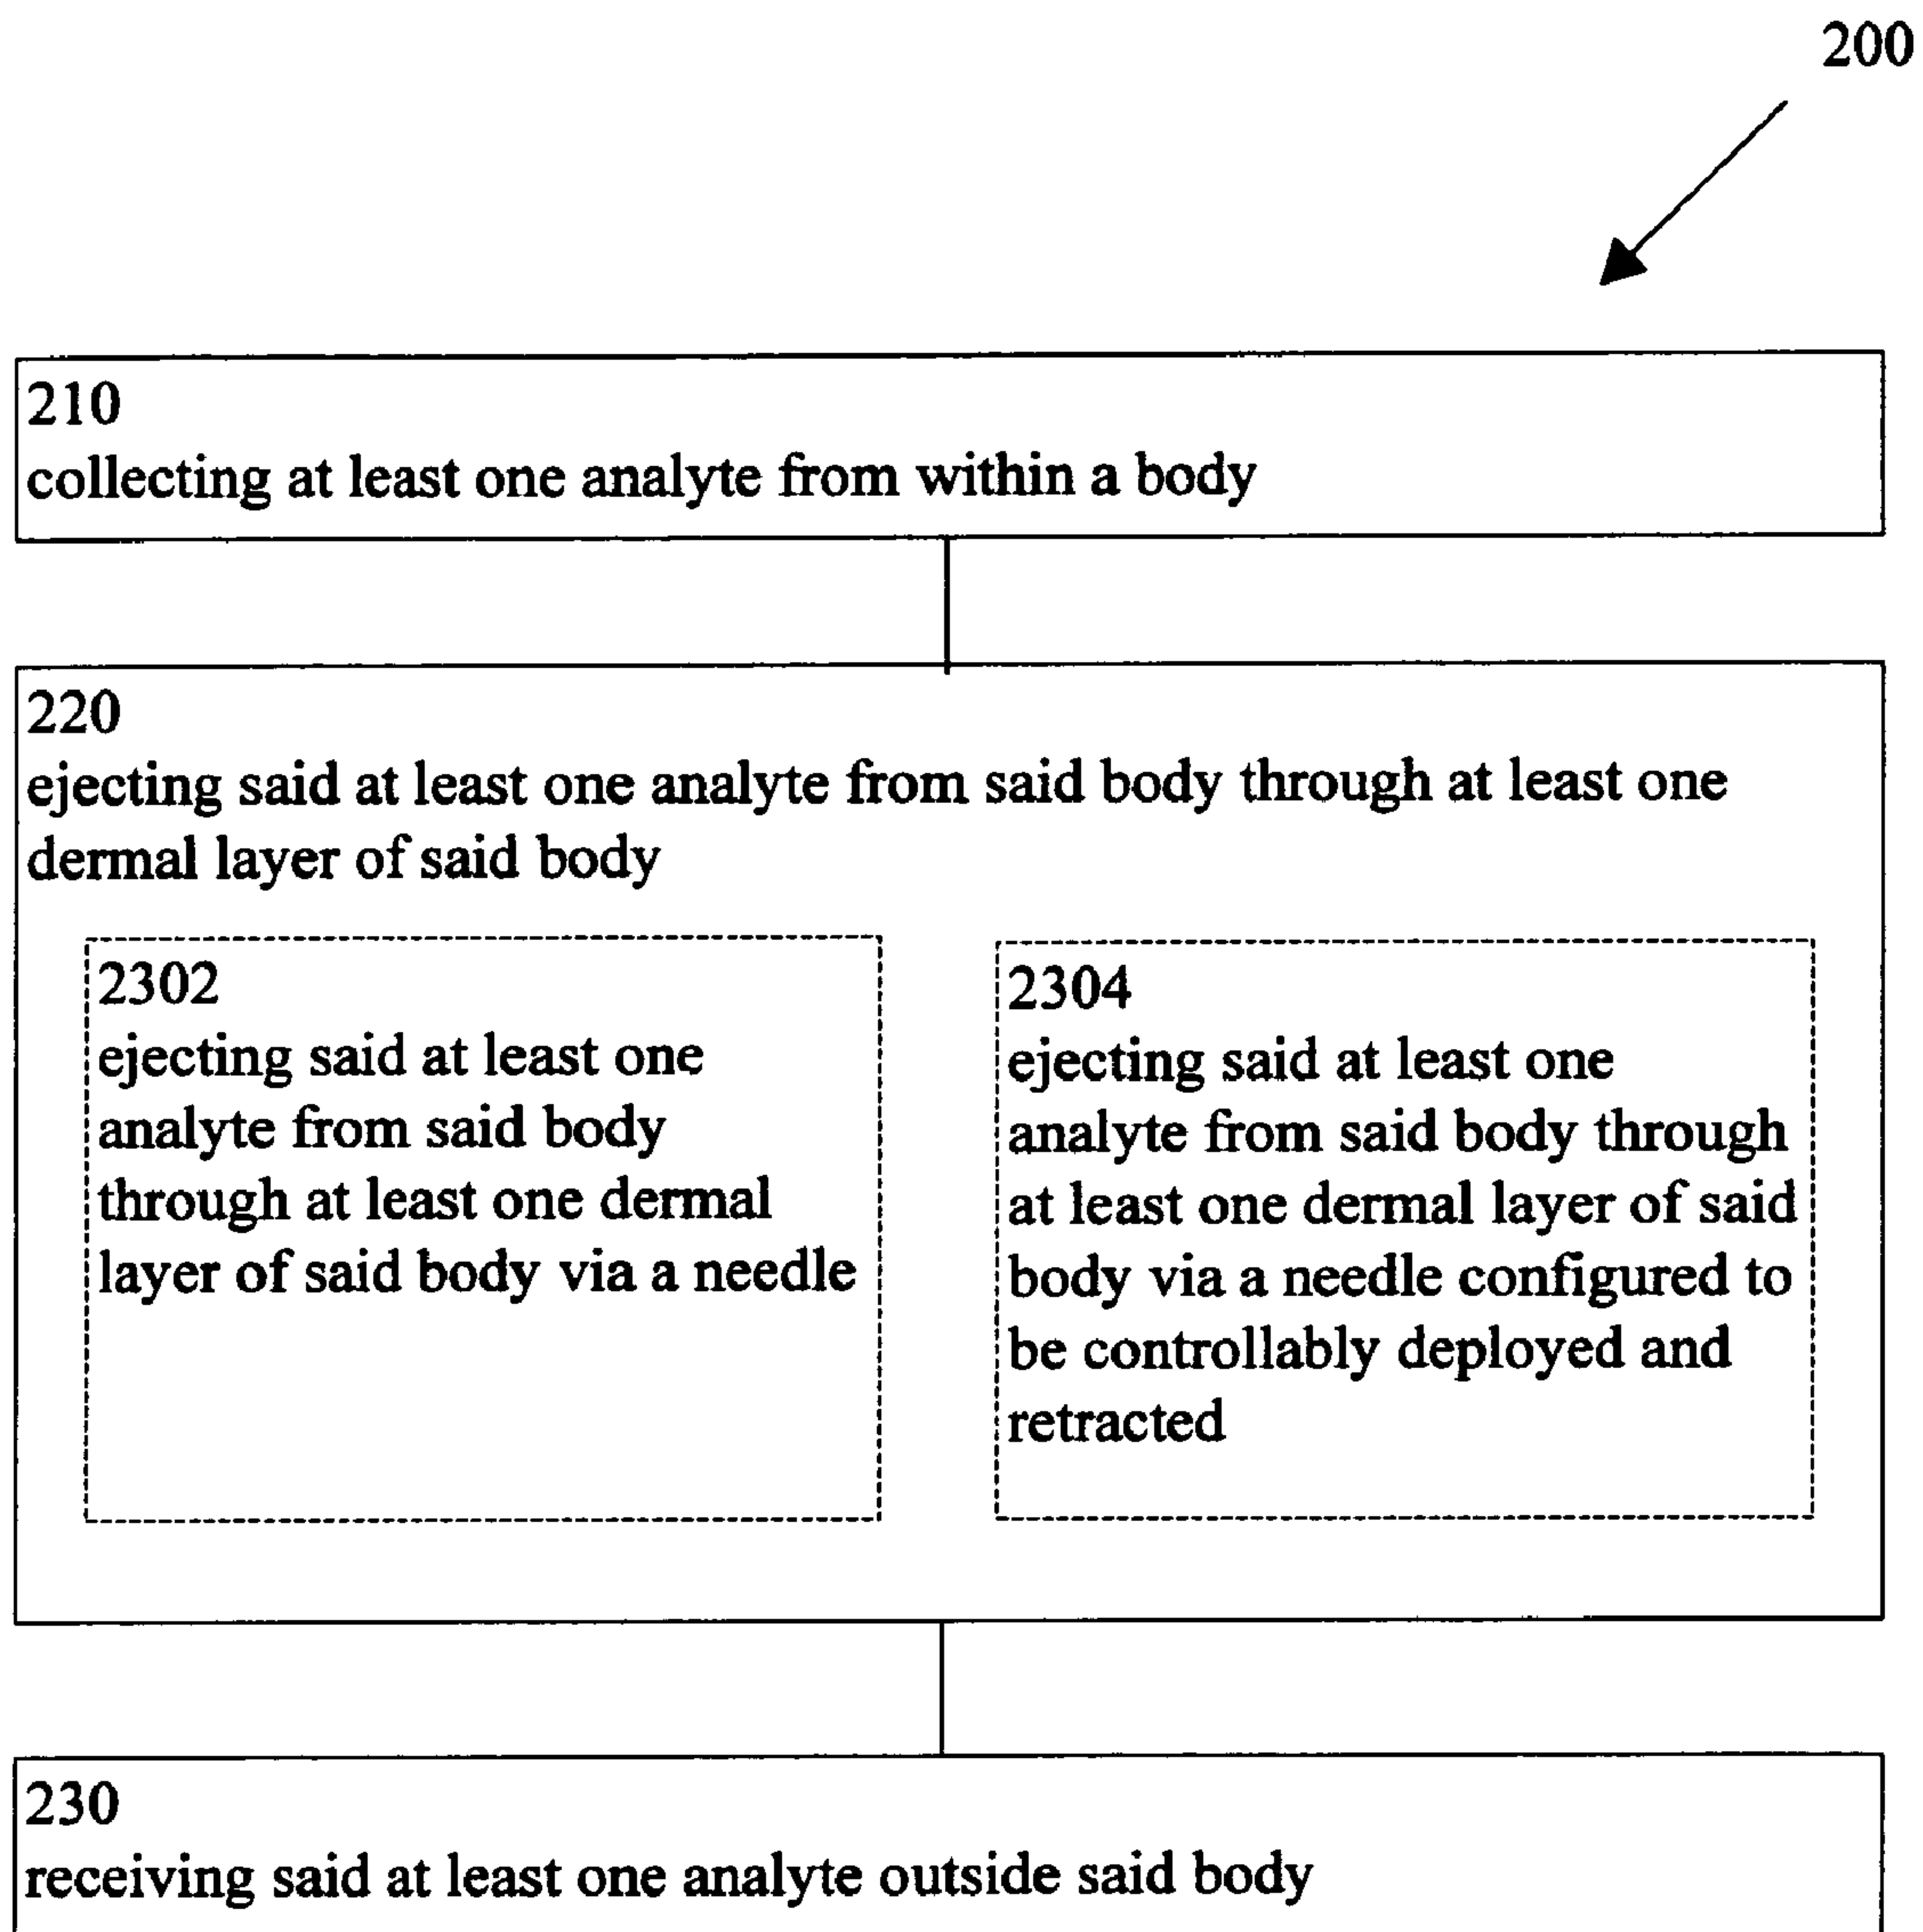 200
210
collecting at least one analyte from within a body
220
ejecting said at least one analyte from said body through at least one
dermal layer of said body
2302
ejecting said at least one
analyte from said body
through at least one dermal
layer of said body via a needle
2304
ejecting said at least one
analyte from said body through
at least one dermal layer of said
body via a needle configured to
be controllably deployed and
retracted
230
receiving said at least one analyte outside said body